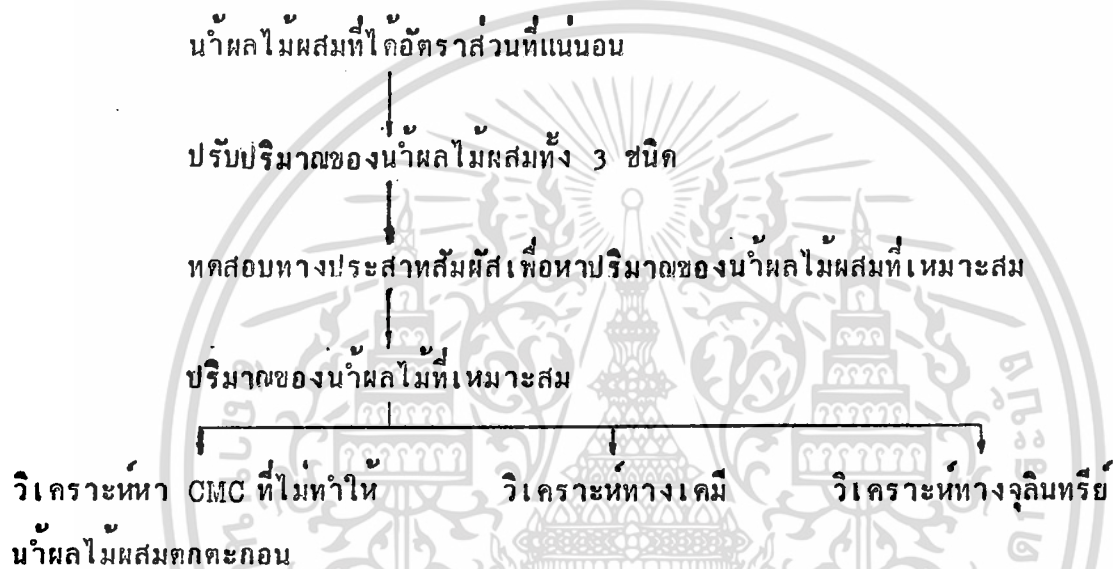 น้ำผลไม้ผสมที่ได้อัตราส่วนที่แน่นอน
ปรับปริมาณของน้ำผลไม้ผสมทั้ง 3 ชนิด
ทดสอบทางประสาทสัมผัสเพื่อหาปริมาณของน้ำผลไม้ผสมที่เหมาะสม
ปริมาณของน้ำผลไม้ที่เหมาะสม
วิเคราะห์หา CMC ที่ไม่ทำให้ วิเคราะห์ทางเคมี วิเคราะห์ทางจุลินทรีย์
น้ำผลไม้ผสมตกตะกอน